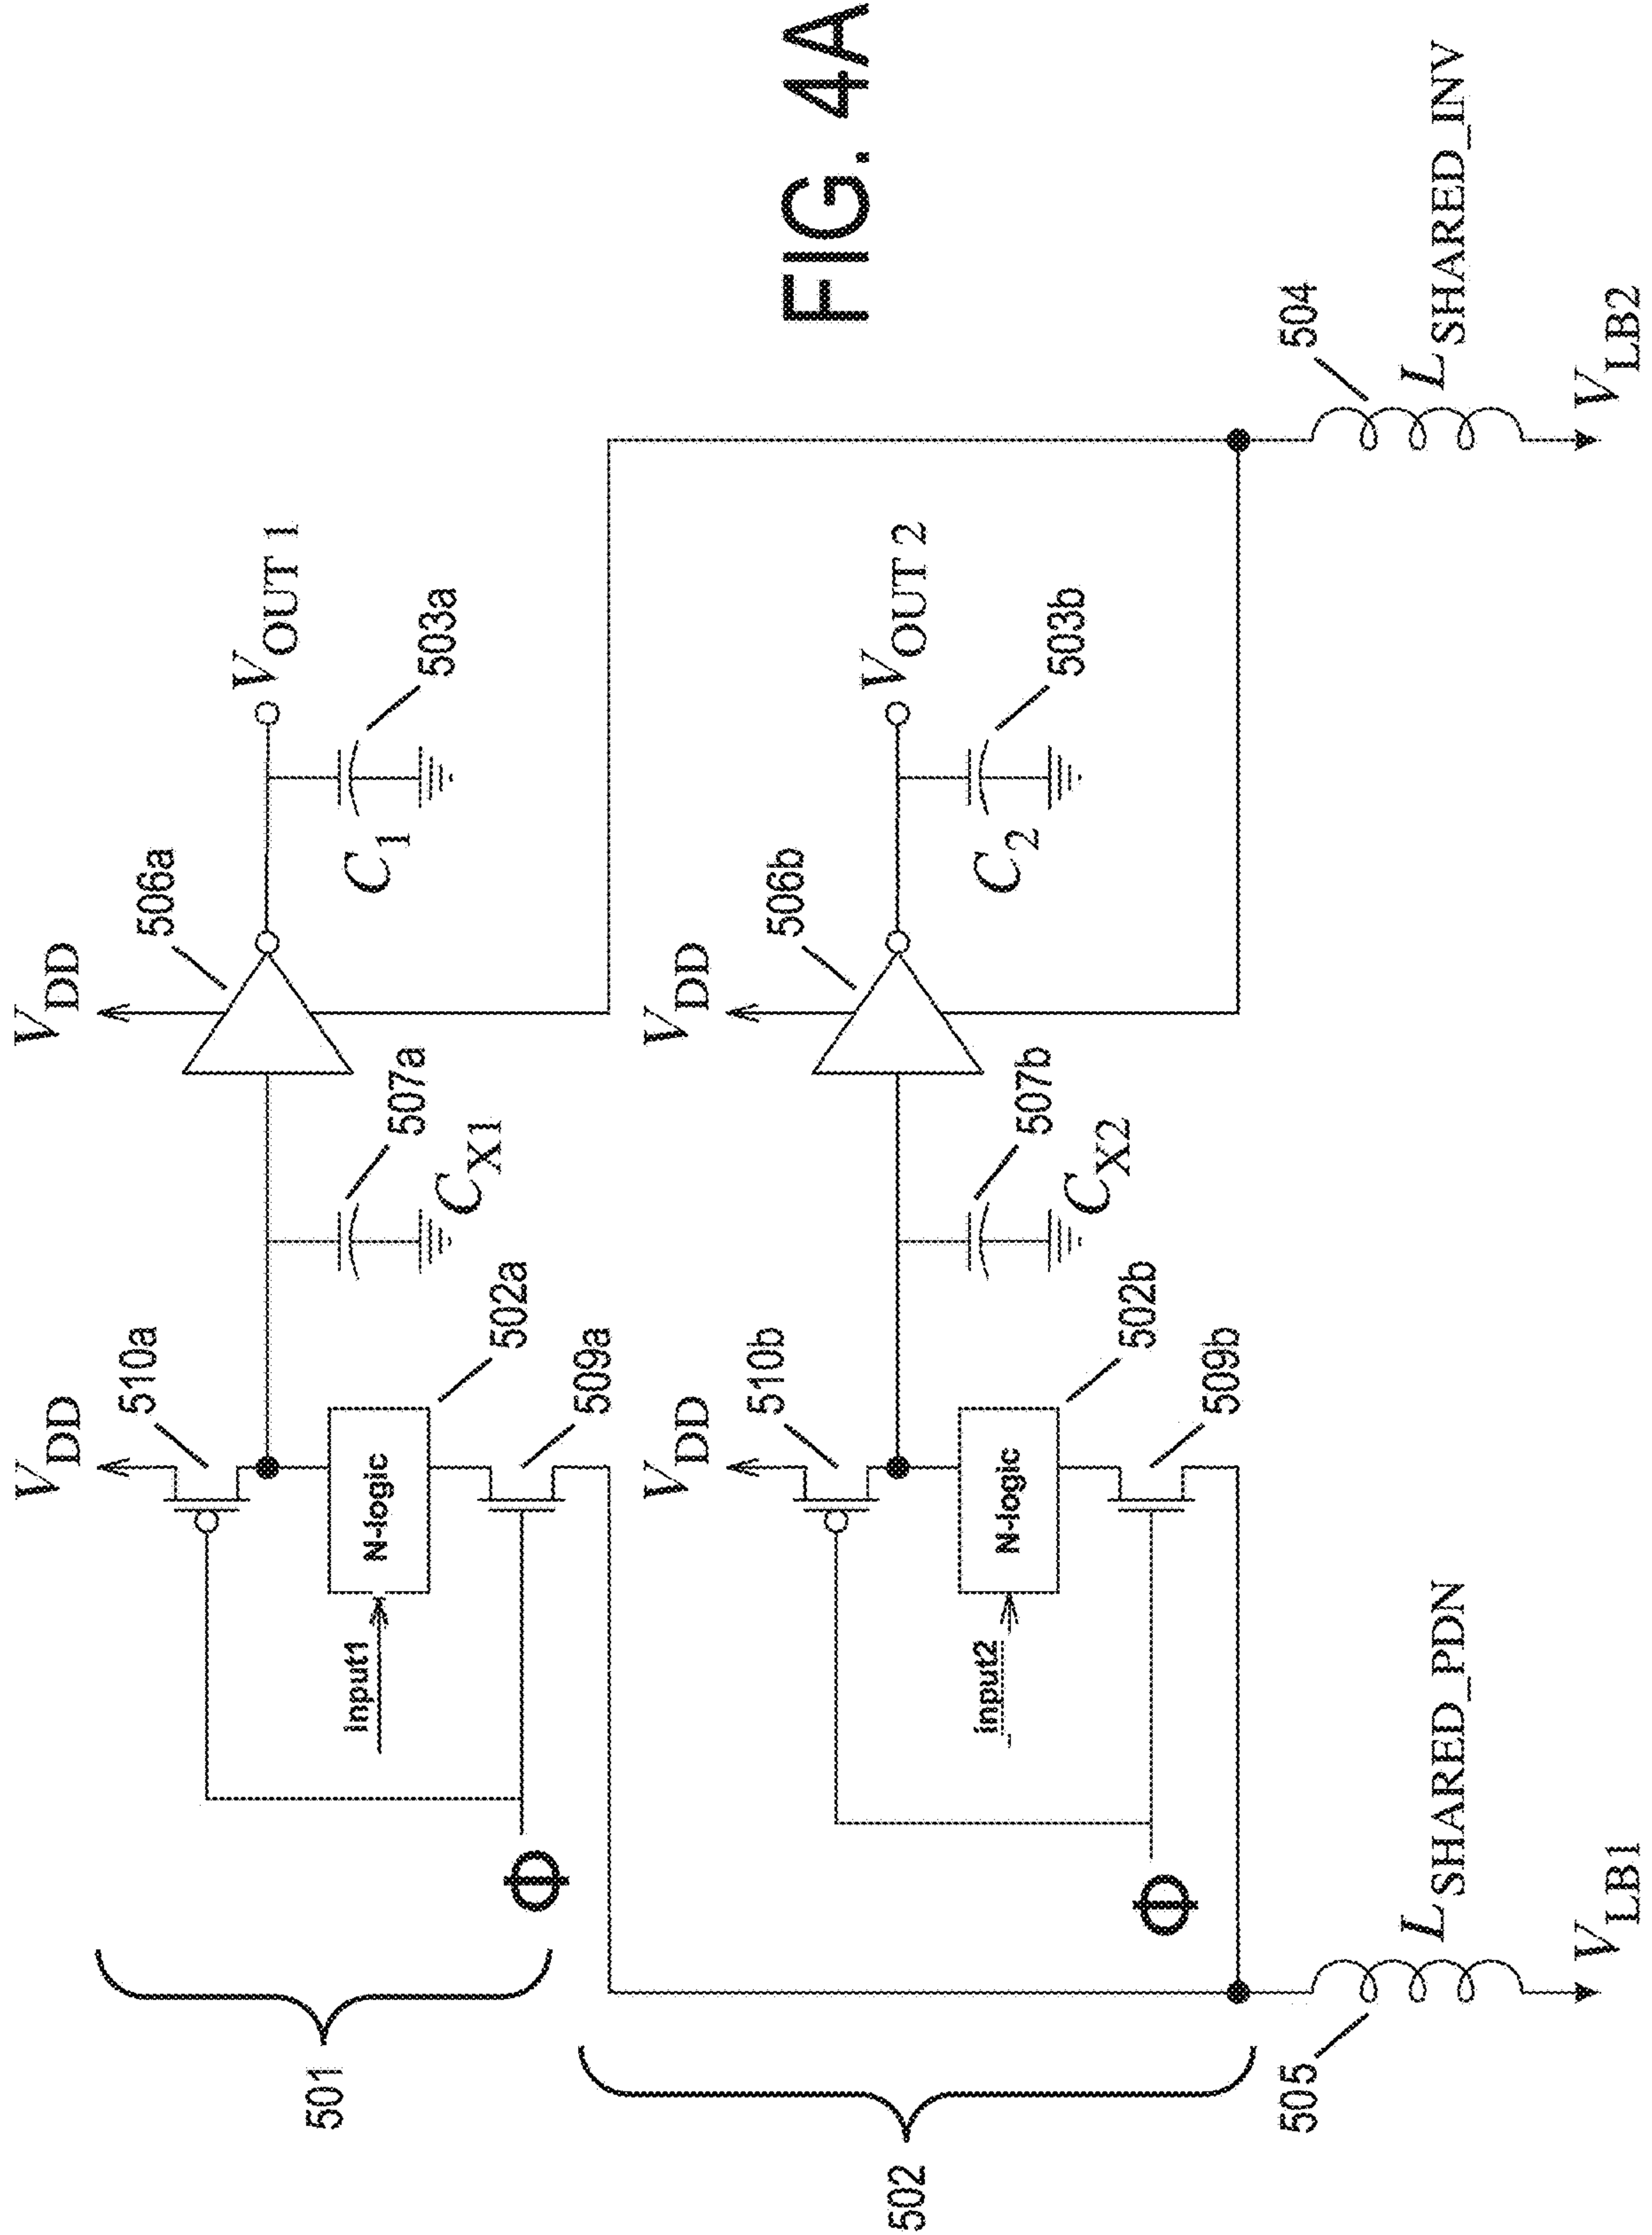 V_DD
V_DD
510a
506a
V_OUT 1
501
input1
N-logic
502a
509a
507a
C_X1
C_1
503a
Φ
FIG. 4A
V_DD
V_DD
510b
506b
V_OUT 2
502
input2
N-logic
502b
509b
507b
C_X2
C_2
503b
Φ
505
L_SHARED_PDN
V_LB1
504
L_SHARED_INV
V_LB2